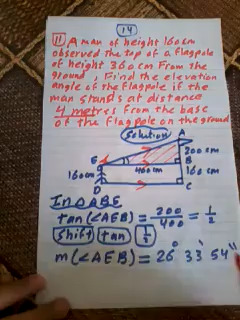 14
11 A man of height 160 cm
observed the top of a flagpole
of height 360 cm From the
ground, Find the elevation
angle of the flagpole if the
man stands at distance
4 metres From the base
of the flagpole on the ground
Solution
A
200 cm
E
B
160 cm
400 cm
160 cm
D
C
IN △ABE
tan(∠AEB) = 200/400 = 1/2
Shift tan 1/2
m(∠AEB) = 26° 33' 54"